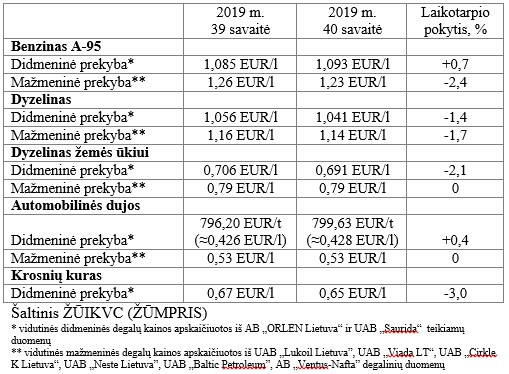 2019 m. 39 savaitė 2019 m. 40 savaitė Laikotarpio pokytis, %
Benzinas A-95
Didmeninė prekyba* 1,085 EUR/l 1,093 EUR/l +0,7
Mažmeninė prekyba** 1,26 EUR/l 1,23 EUR/l -2,4
Dyzelinas
Didmeninė prekyba* 1,056 EUR/l 1,041 EUR/l -1,4
Mažmeninė prekyba** 1,16 EUR/l 1,14 EUR/l -1,7
Dyzelinas žemės ūkiui
Didmeninė prekyba* 0,706 EUR/l 0,691 EUR/l -2,1
Mažmeninė prekyba** 0,79 EUR/l 0,79 EUR/l 0
Automobilinės dujos
796,20 EUR/t 799,63 EUR/t
Didmeninė prekyba* (≈0,426 EUR/l) (≈0,428 EUR/l) +0,4
Mažmeninė prekyba** 0,53 EUR/l 0,53 EUR/l 0
Krosnių kuras
Didmeninė prekyba* 0,67 EUR/l 0,65 EUR/l -3,0
Šaltinis ŽŪIKVC (ŽŪMPRIS)
* vidutinės didmeninės degalų kainos apskaičiuotos iš AB „ORLEN Lietuva“ ir UAB „Saurida“ teikiamų
duomenų
** vidutinės mažmeninės degalų kainos apskaičiuotos iš UAB „Lukoil Lietuva”, UAB „Viada LT“, UAB „Cirkle
K Lietuva“, UAB „Neste Lietuva”, UAB „Baltic Petroleum”, AB „Ventus-Nafta” degalinių duomenų